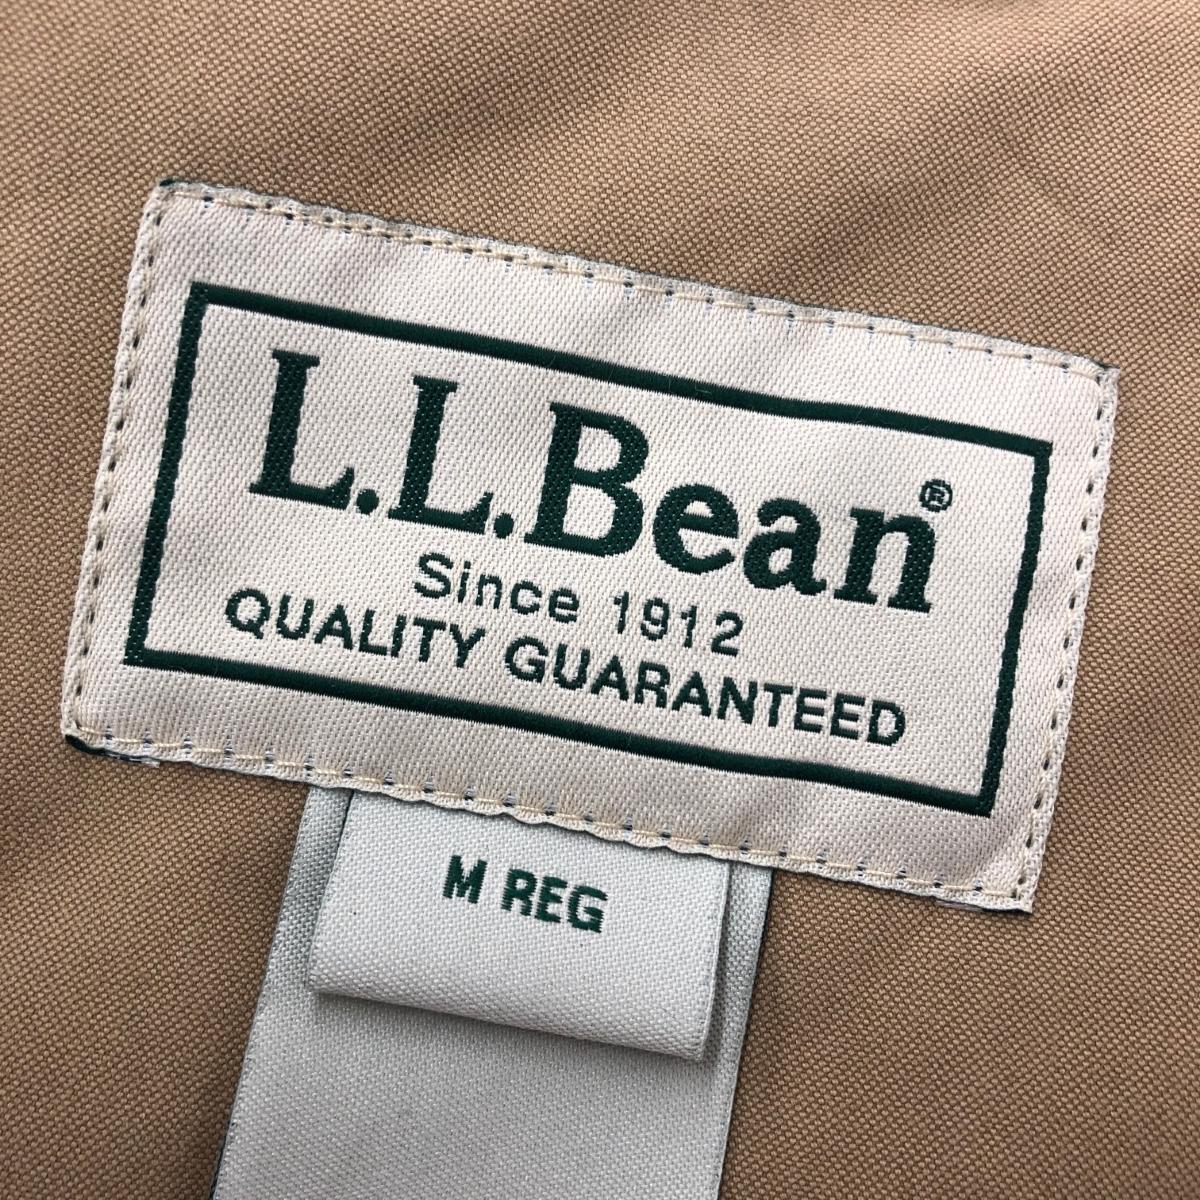 L.L.Bean®
Since 1912
QUALITY GUARANTEED
M REG